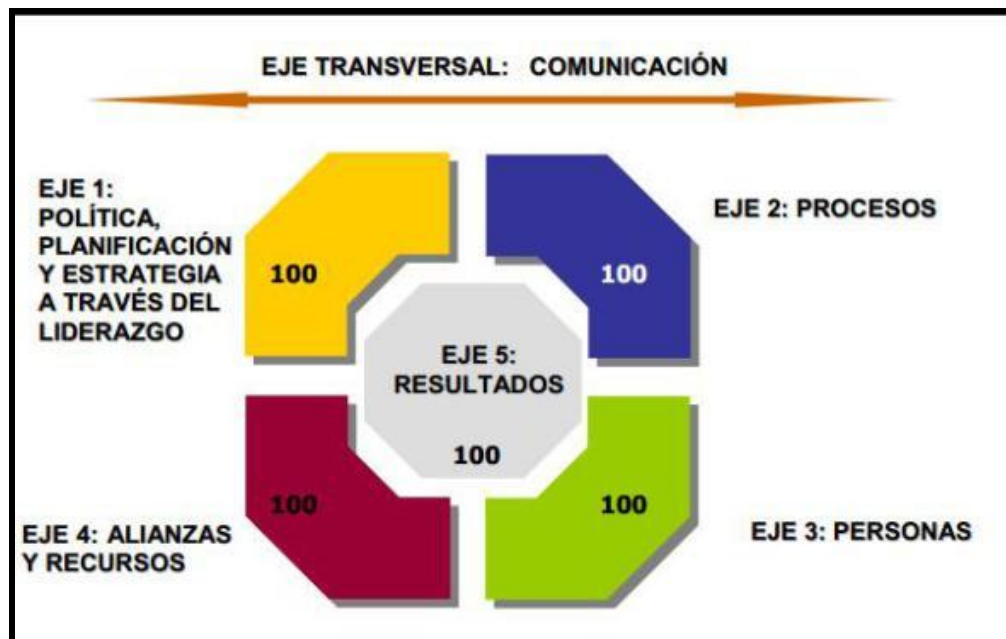 EJE TRANSVERSAL: COMUNICACIÓN
EJE 1:
POLÍTICA,
PLANIFICACIÓN
Y ESTRATEGIA
A TRAVÉS DEL
LIDERAZGO
100
100
EJE 2: PROCESOS
EJE 5:
RESULTADOS
100
EJE 4: ALIANZAS
Y RECURSOS
100
100
EJE 3: PERSONAS